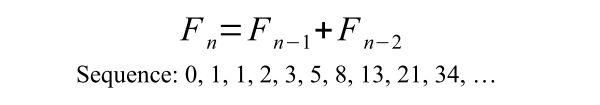 Fₙ=Fₙ₋₁+Fₙ₋₂
Sequence: 0, 1, 1, 2, 3, 5, 8, 13, 21, 34, …